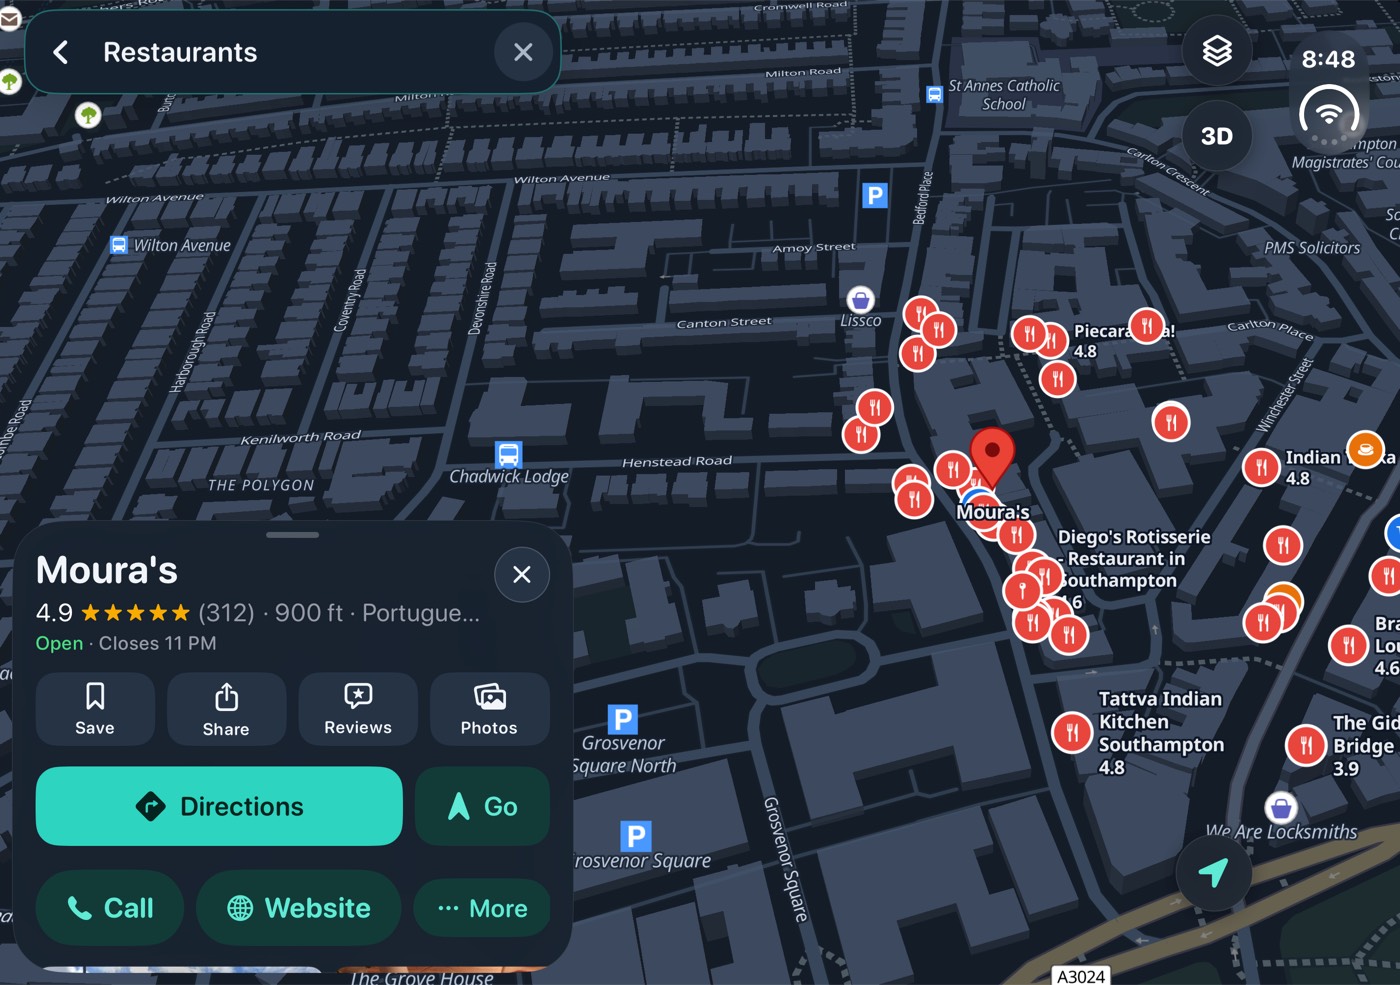 Restaurants
8:48
3D
Cromwell Road
Milton Road
St Annes Catholic
School
Carlton Crescent
Magistrates' Cou
Wilton Avenue
Wilton Avenue
Wilton Avenue
Bedford Place
Amoy Street
PMS Solicitors
Harborough Road
Coventry Road
Devonshire Road
Canton Street
Lissco
Piecara
4.8
Carlton Place
Winchester Street
Kenilworth Road
THE POLYGON
Chadwick Lodge
Henstead Road
Indian
4.8
Moura's
Diego's Rotisserie
- Restaurant in
Southampton
4.6
Bra
Lou
4.6
Tattva Indian
Kitchen
Southampton
4.8
The Gid
Bridge
3.9
We Are Locksmiths
P
P
Grosvenor
Square North
P
rosvenor Square
Grosvenor Square
A3024
The Grove House
Moura's
4.9 ★★★★★ (312) · 900 ft · Portugue...
Open · Closes 11 PM
Save
Share
Reviews
Photos
Directions
Go
Call
Website
··· More